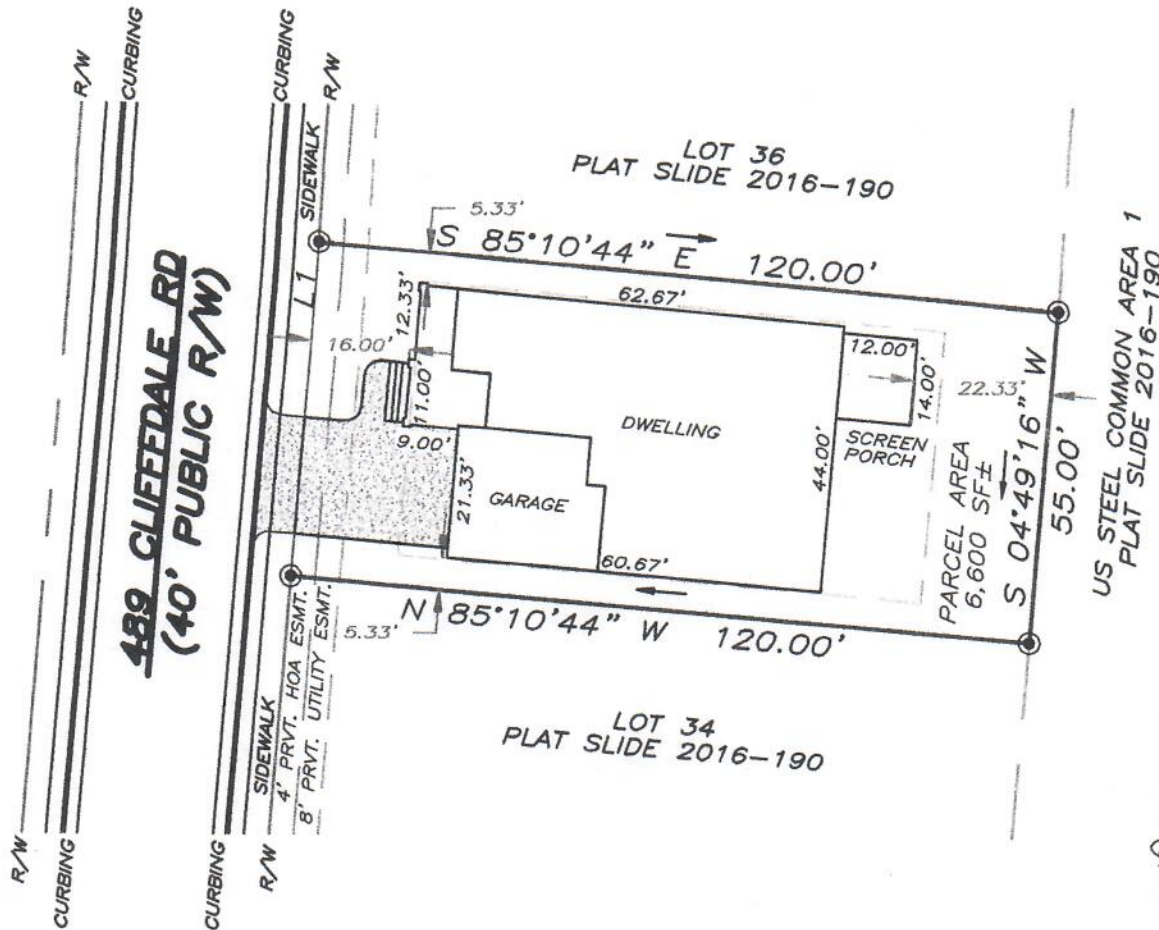 R/W
CURBING
CURBING
R/W
SIDEWALK
489 CLIFFDALE RD
(40' PUBLIC R/W)
L1
LOT 36
PLAT SLIDE 2016-190
5.33'
S 85°10'44" E 120.00'
62.67'
16.00'
12.33'
11.00'
9.00'
21.33'
GARAGE
DWELLING
12.00'
14.00'
SCREEN
PORCH
22.33'
44.00'
60.67'
PARCEL AREA
6,600 SF±
S 04°49'16" W
55.00'
US STEEL COMMON AREA 1
PLAT SLIDE 2016-190
5.33'
N 85°10'44" W 120.00'
LOT 34
PLAT SLIDE 2016-190
SIDEWALK
4' PRVT. HOA ESMT.
8' PRVT. UTILITY ESMT.
R/W
CURBING
CURBING
R/W